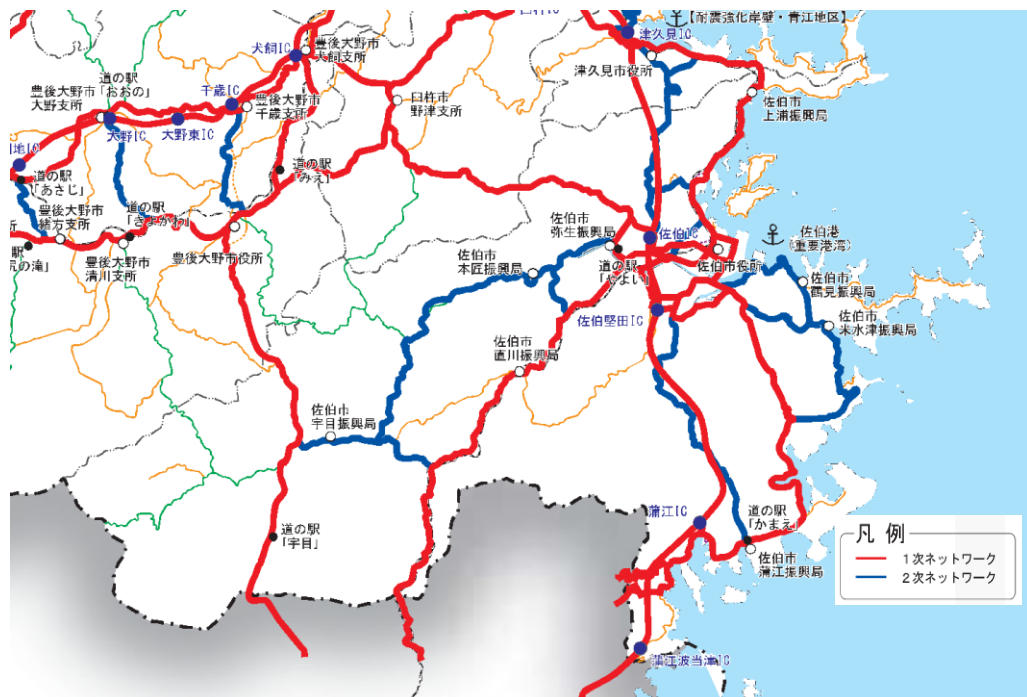 【耐震強化岸壁・青江地区】
津久見IC
津久見市役所
犬飼IC
豊後大野市
犬飼支所
道の駅
「おおの」
豊後大野市
大野支所
千歳IC
豊後大野市
千歳支所
臼杵市
野津支所
佐伯市
上浦振興局
大野IC
大野東IC
地IC
道の駅
「あさじ」
道の駅
「みえ」
豊後大野市
緒方支所
道の駅
「きよかわ」
豊後大野市
清川支所
豊後大野市役所
所
駅
尻の滝」
佐伯市
弥生振興局
佐伯IC
佐伯港
(重要港湾)
佐伯市
本匠振興局
道の駅
「やよい」
佐伯市役所
佐伯市
鶴見振興局
佐伯堅田IC
佐伯市
米水津振興局
佐伯市
直川振興局
佐伯市
宇目振興局
道の駅
「宇目」
蒲江IC
道の駅
「かまえ」
佐伯市
蒲江振興局
蒲江波当津IC
凡 例
1次ネットワーク
2次ネットワーク